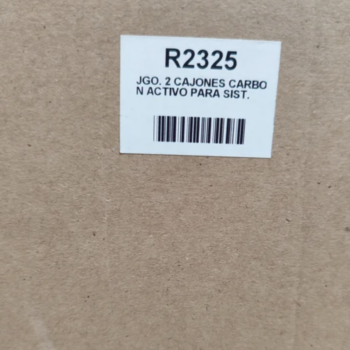 R2325
JGO. 2 CAJONES CARBO
N ACTIVO PARA SIST.